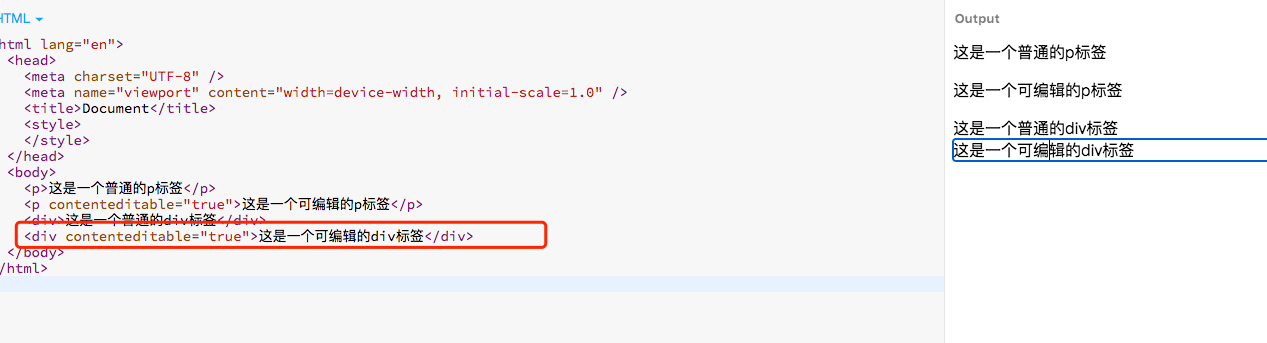 HTML
Output
html lang="en">
<head>
<meta charset="UTF-8" />
<meta name="viewport" content="width=device-width, initial-scale=1.0" />
<title>Document</title>
<style>
</style>
</head>
<body>
<p>这是一个普通的p标签</p>
<p contenteditable="true">这是一个可编辑的p标签</p>
<div>这是一个普通的div标签</div>
<div contenteditable="true">这是一个可编辑的div标签</div>
</body>
/html>
这是一个普通的p标签
这是一个可编辑的p标签
这是一个普通的div标签
这是一个可编辑的div标签